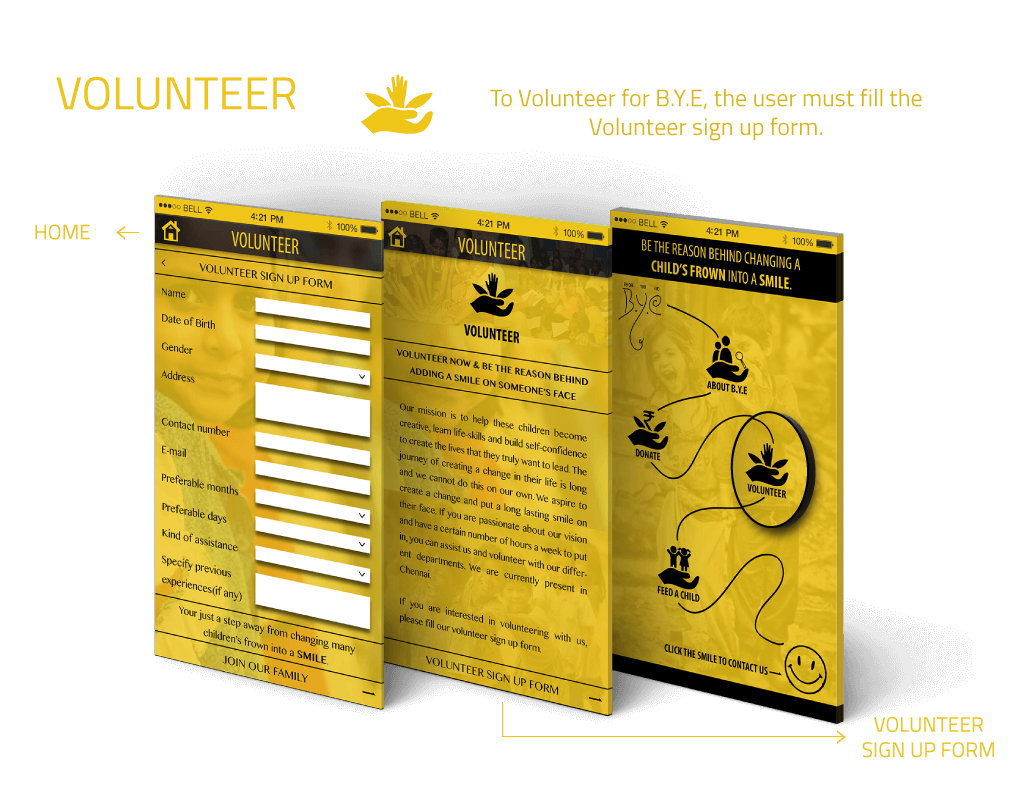 VOLUNTEER
To Volunteer for B.Y.E, the user must fill the
Volunteer sign up form.
HOME
BELL
4:21 PM
100%
VOLUNTEER
VOLUNTEER SIGN UP FORM
Name
Date of Birth
Gender
Address
Contact number
E-mail
Preferable months
Preferable days
Kind of assistance
Specify previous
experiences(if any)
Your just a step away from changing many
children's frown into a SMILE.
JOIN OUR FAMILY
BELL
4:21 PM
100%
VOLUNTEER
VOLUNTEER
VOLUNTEER NOW & BE THE REASON BEHIND
ADDING A SMILE ON SOMEONE'S FACE
Our mission is to help these children become
creative, learn life-skills and build self-confidence
to create the lives that they truly want to lead. The
journey of creating a change in their life is long
and we cannot do this on our own. We aspire to
create a change and put a long lasting smile on
their face. If you are passionate about our vision
and have a certain number of hours a week to put
in, you can assist us and volunteer with our differ-
ent departments. We are currently present in
Chennai.
If you are interested in volunteering with us,
please fill our volunteer sign up form.
VOLUNTEER SIGN UP FORM
BELL
4:21 PM
100%
BE THE REASON BEHIND CHANGING A
CHILD'S FROWN INTO A SMILE.
B.Y.E
ABOUT B.Y.E
DONATE
VOLUNTEER
FEED A CHILD
CLICK THE SMILE TO CONTACT US
VOLUNTEER
SIGN UP FORM